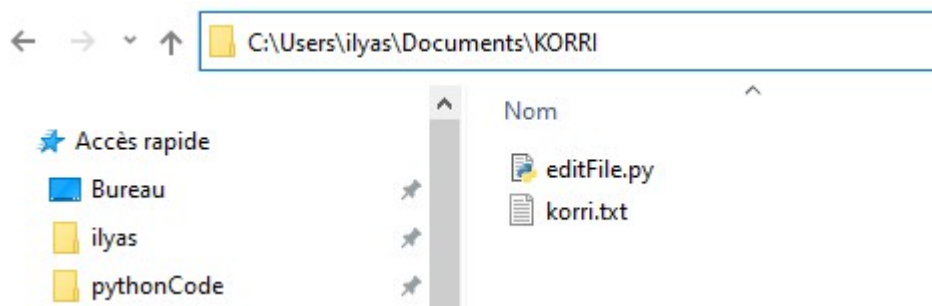 C:\Users\ilyas\Documents\KORRI
Accès rapide
Bureau
ilyas
pythonCode
Nom
editFile.py
korri.txt